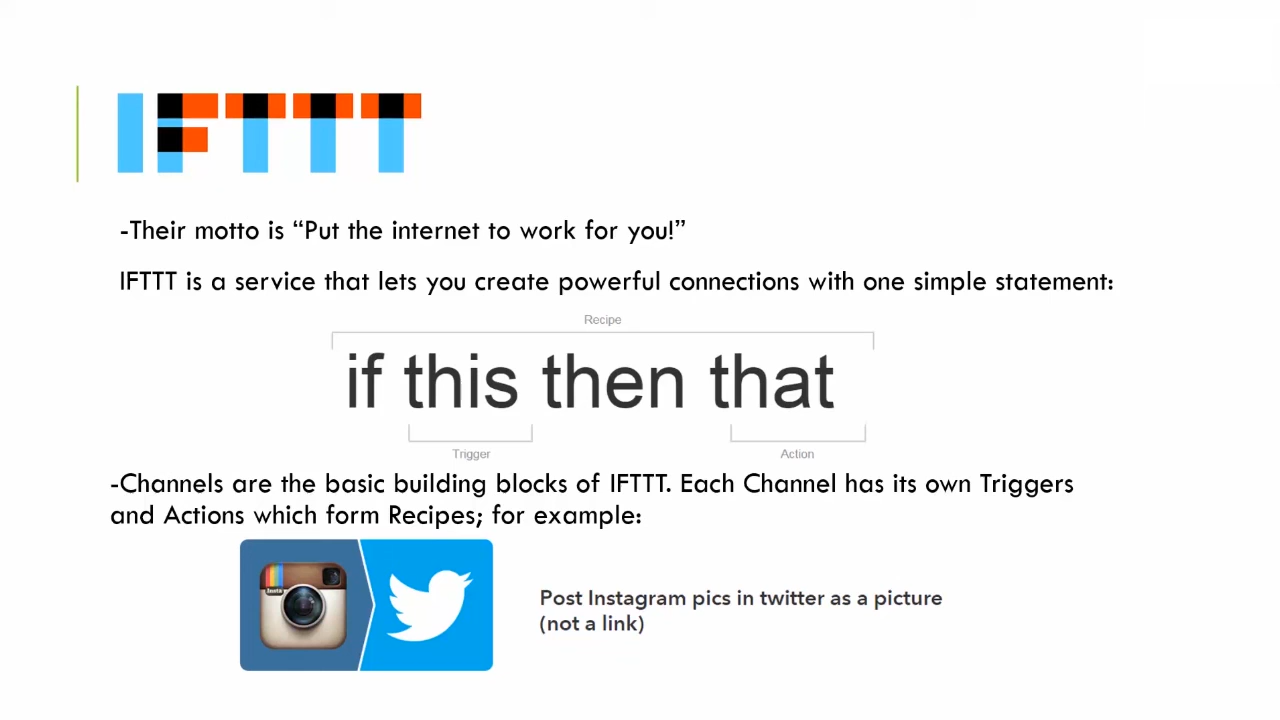 IFTTT
-Their motto is “Put the internet to work for you!”
IFTTT is a service that lets you create powerful connections with one simple statement:
Recipe
if this then that
Trigger Action
-Channels are the basic building blocks of IFTTT. Each Channel has its own Triggers
and Actions which form Recipes; for example:
Insta
Post Instagram pics in twitter as a picture
(not a link)